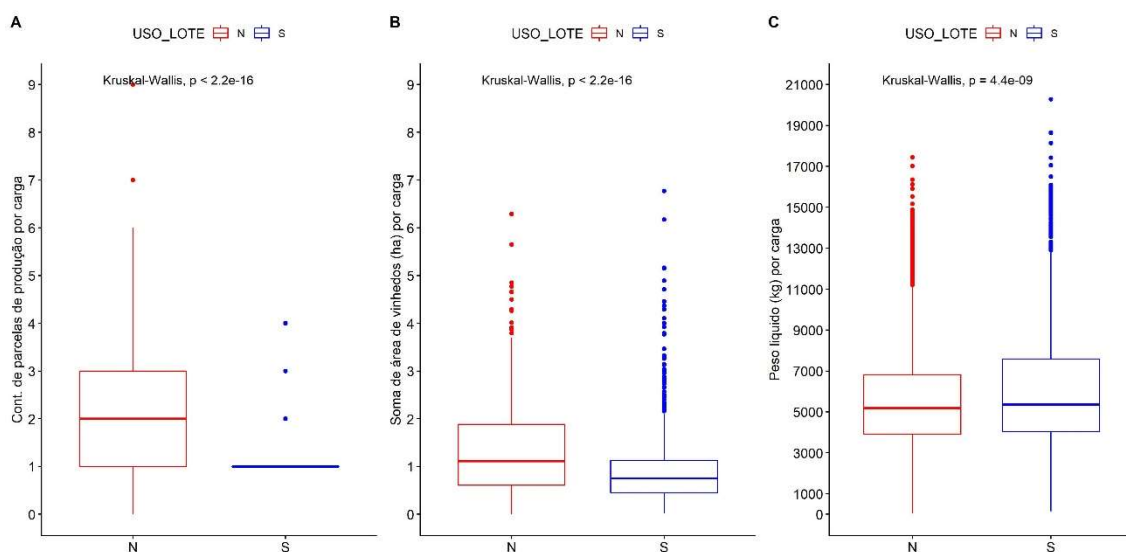 A
USO_LOTE N S
Kruskal-Wallis, p < 2.2e-16
Cont. de parcelas de produção por carga
9
8
7
6
5
4
3
2
1
0
N S
B
USO_LOTE N S
Kruskal-Wallis, p < 2.2e-16
Soma de área de vinhedos (ha) por carga
9
8
7
6
5
4
3
2
1
0
N S
C
USO_LOTE N S
Kruskal-Wallis, p = 4.4e-09
Peso líquido (kg) por carga
21000
19000
17000
15000
13000
11000
9000
7000
5000
3000
1000
0
N S